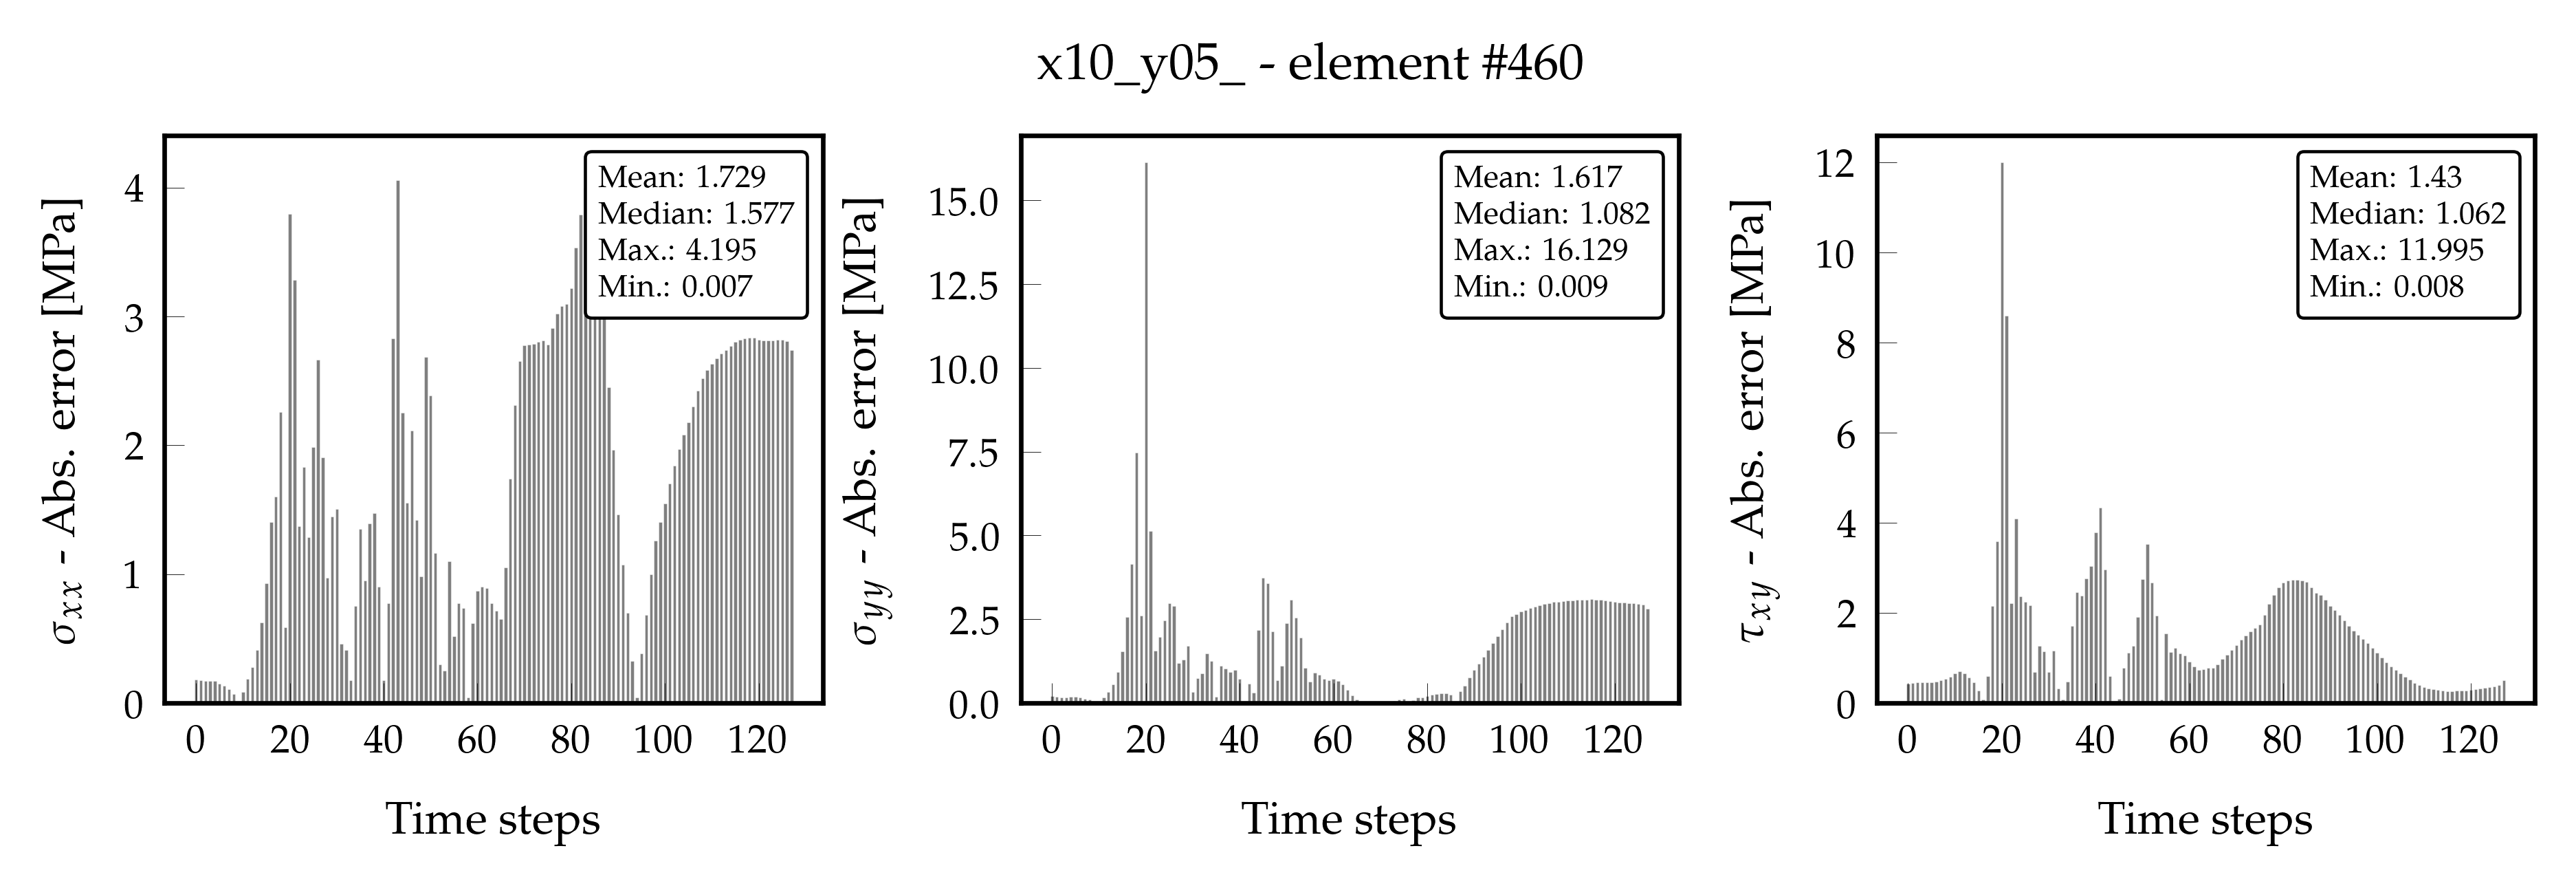 x10_y05_ - element #460
σxx - Abs. error [MPa]
4
3
2
1
0
0 20 40 60 80 100 120
Time steps
Mean: 1.729
Median: 1.577
Max.: 4.195
Min.: 0.007
σyy - Abs. error [MPa]
15.0
12.5
10.0
7.5
5.0
2.5
0.0
0 20 40 60 80 100 120
Time steps
Mean: 1.617
Median: 1.082
Max.: 16.129
Min.: 0.009
τxy - Abs. error [MPa]
12
10
8
6
4
2
0
0 20 40 60 80 100 120
Time steps
Mean: 1.43
Median: 1.062
Max.: 11.995
Min.: 0.008